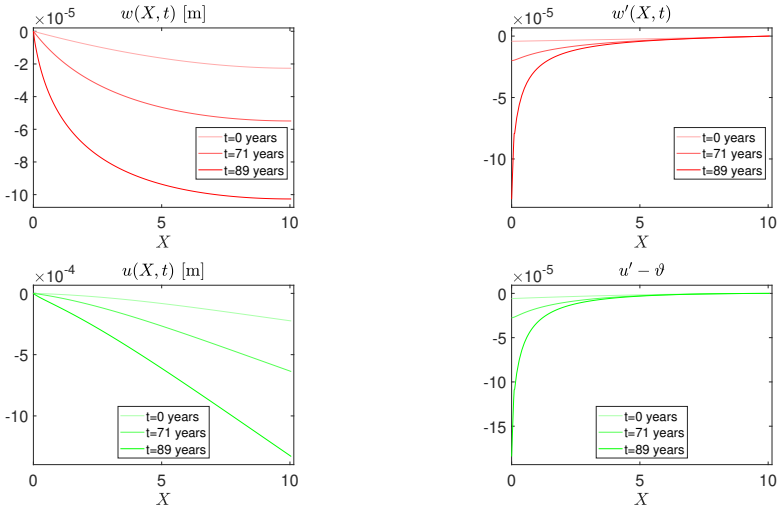 ×10⁻⁵ w(X, t) [m]
0
-2
-4
-6
-8
-10
t=0 years
t=71 years
t=89 years
0 5 10
X
×10⁻⁵ w′(X, t)
0
-5
-10
t=0 years
t=71 years
t=89 years
0 5 10
X
×10⁻⁴ u(X, t) [m]
0
-5
-10
t=0 years
t=71 years
t=89 years
0 5 10
X
×10⁻⁵ u′ − ϑ
0
-5
-10
-15
t=0 years
t=71 years
t=89 years
0 5 10
X